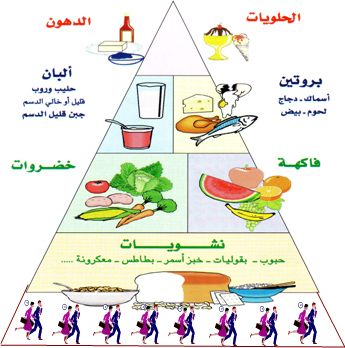 الحلويات
الدهون
بروتين
أسماك - دجاج
لحوم - بيض
ألبان
حليب وروب
قليل أو خالي الدسم
جبن قليل الدسم
فاكهة
خضروات
نشويات
حبوب - بقوليات - خبز أسمر - بطاطس - معكرونة .....